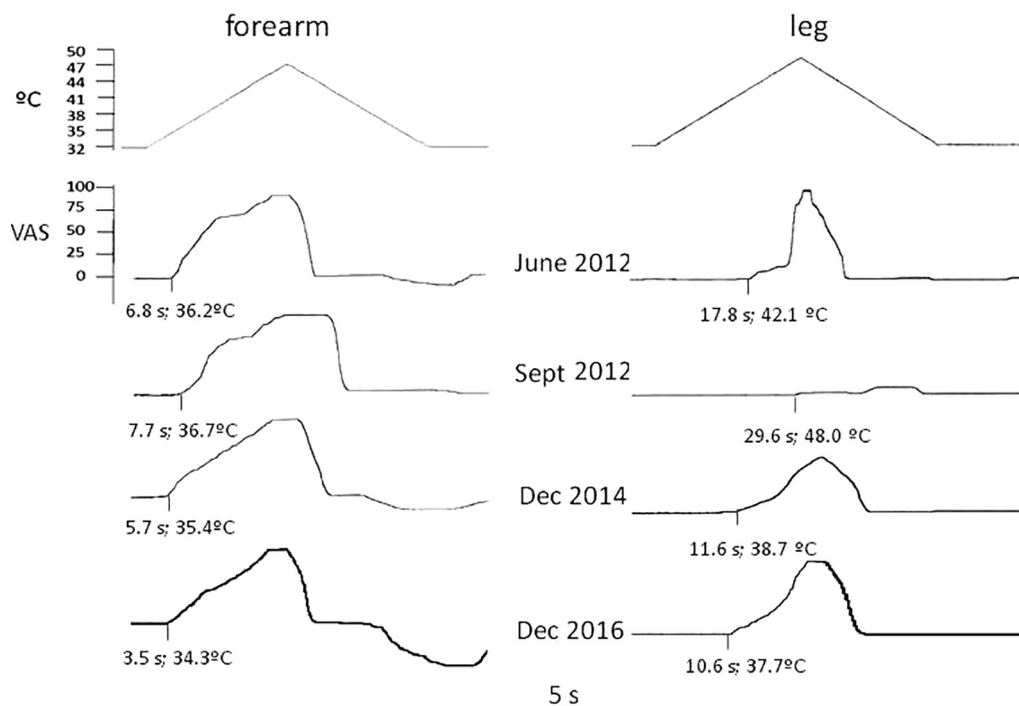 forearm
leg
ºC
50
47
44
41
38
35
32
VAS
100
75
50
25
0
6.8 s; 36.2ºC
June 2012
17.8 s; 42.1 ºC
7.7 s; 36.7ºC
Sept 2012
29.6 s; 48.0 ºC
5.7 s; 35.4ºC
Dec 2014
11.6 s; 38.7 ºC
3.5 s; 34.3ºC
Dec 2016
10.6 s; 37.7ºC
5 s